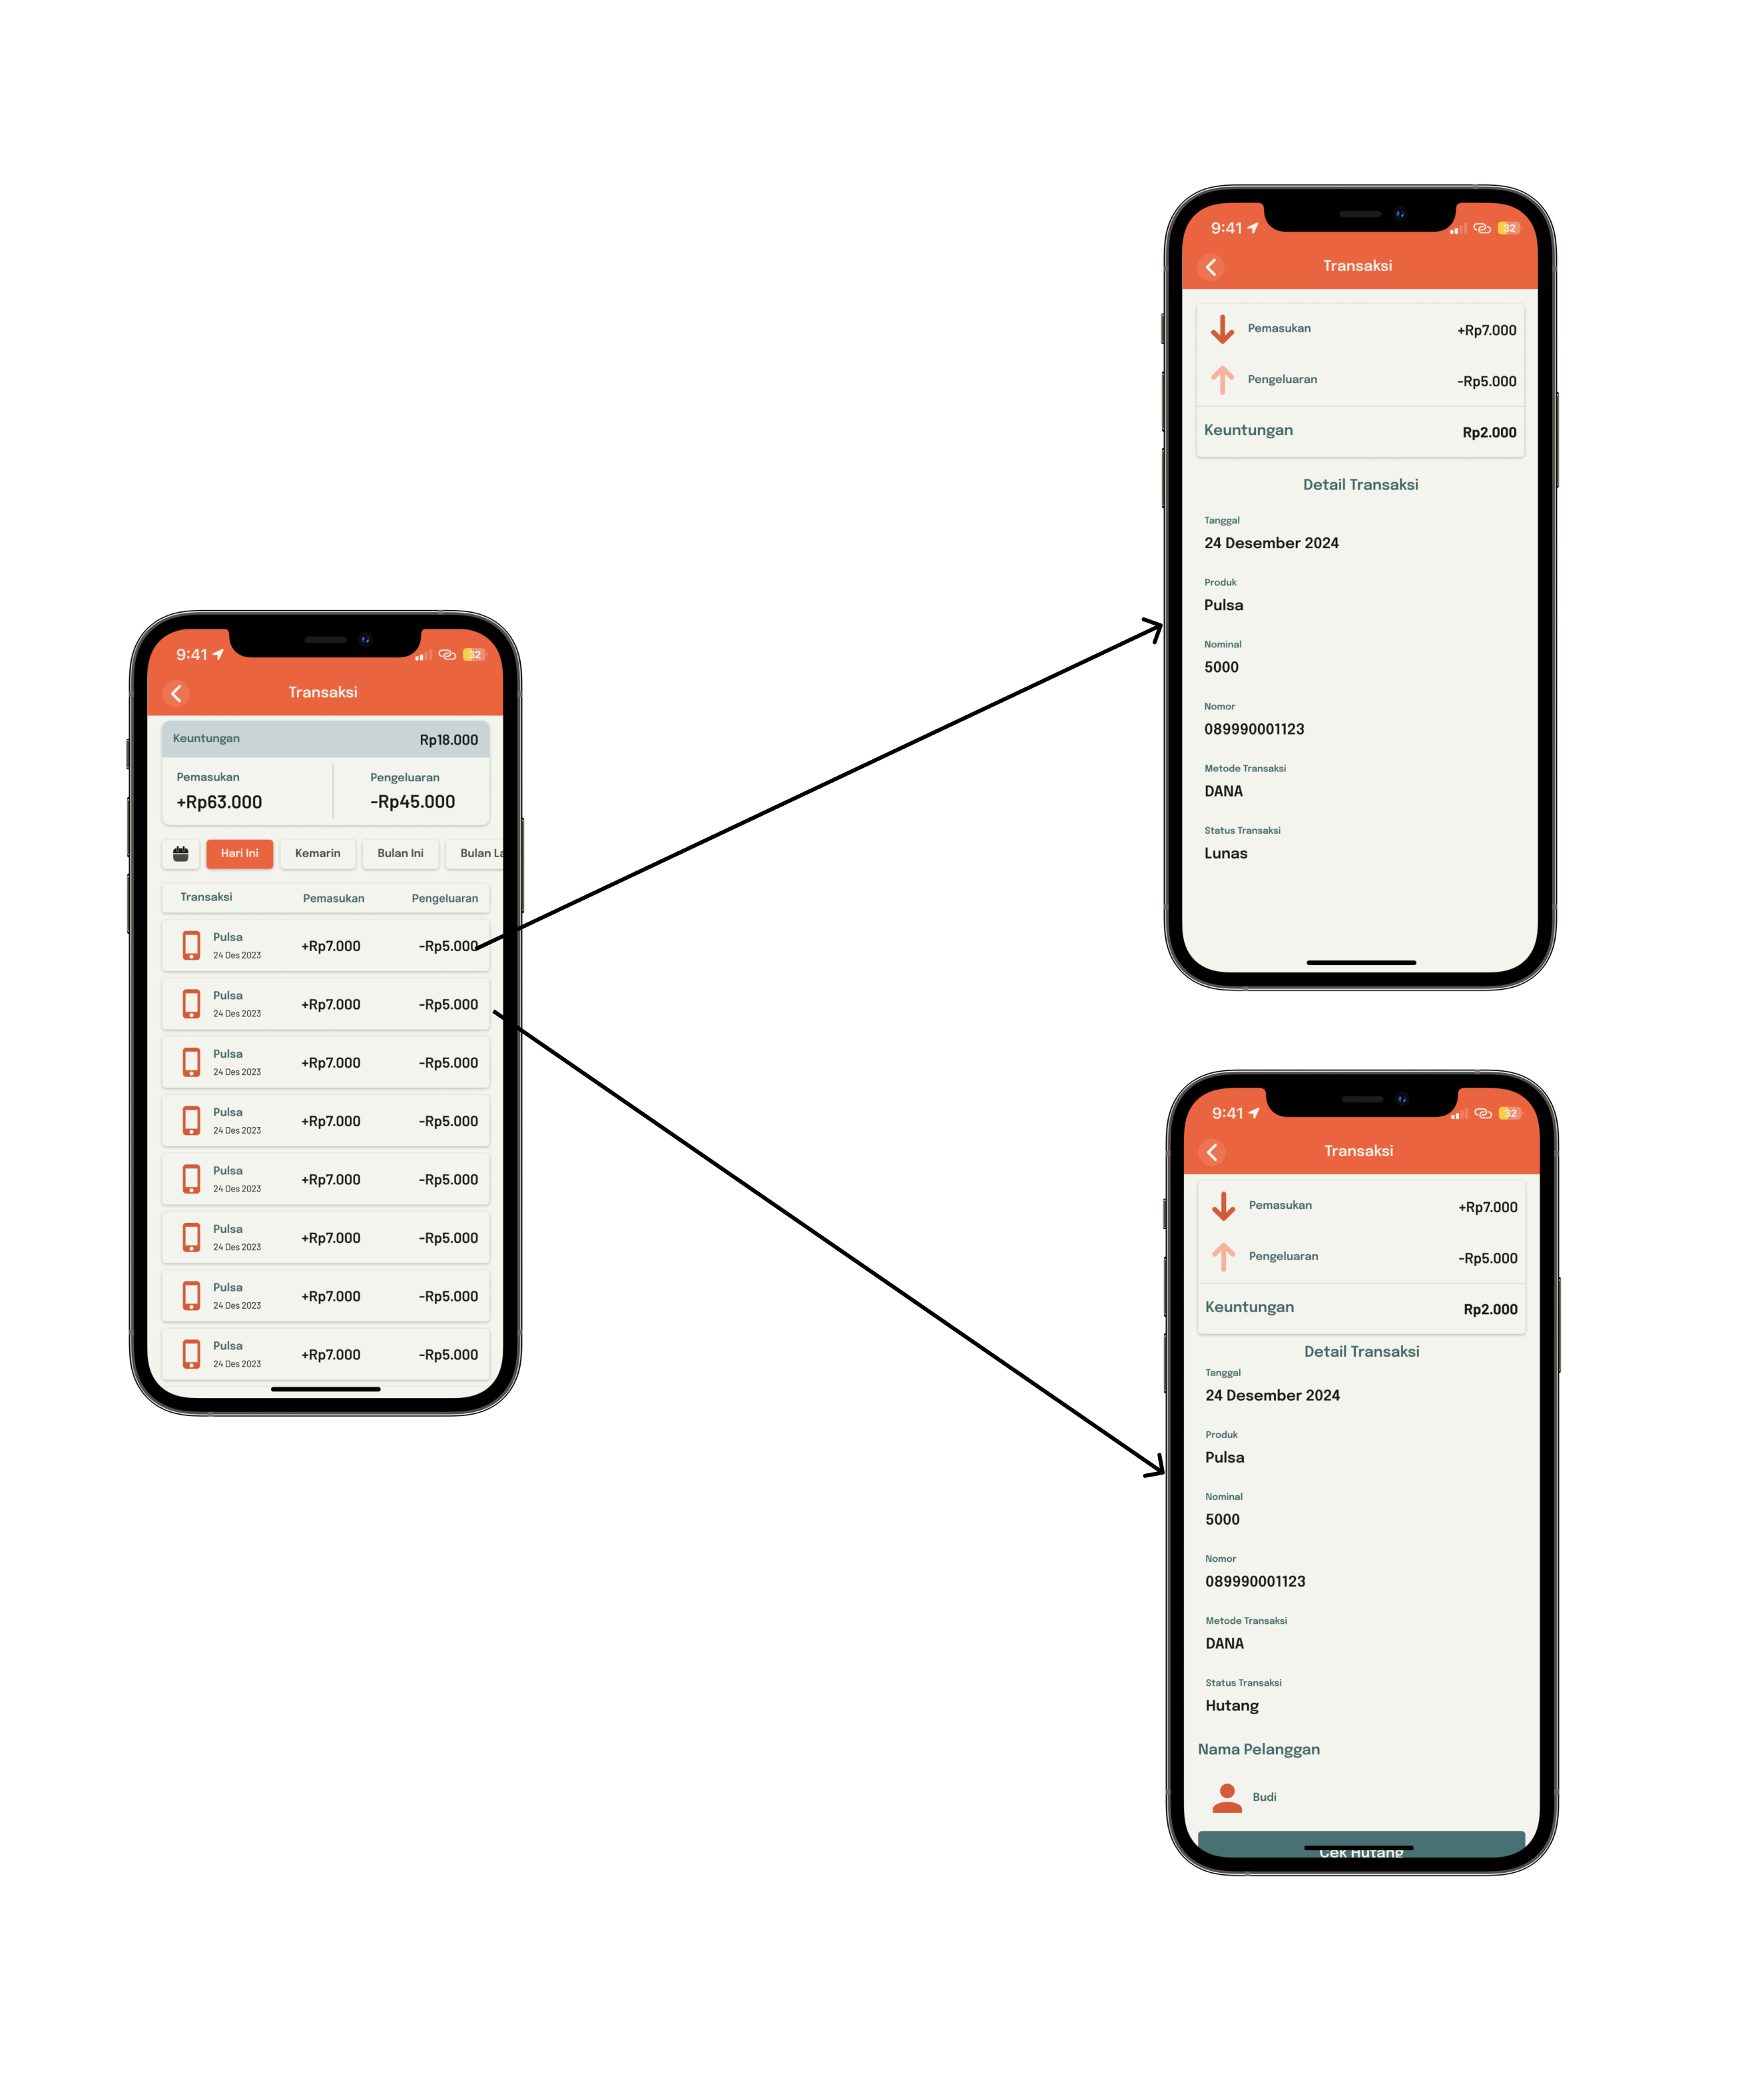 9:41
32
Transaksi
Keuntungan Rp18.000
Pemasukan Pengeluaran
+Rp63.000 -Rp45.000
Hari Ini Kemarin Bulan Ini Bulan La
Transaksi Pemasukan Pengeluaran
Pulsa
24 Des 2023
+Rp7.000 -Rp5.000
Pulsa
24 Des 2023
+Rp7.000 -Rp5.000
Pulsa
24 Des 2023
+Rp7.000 -Rp5.000
Pulsa
24 Des 2023
+Rp7.000 -Rp5.000
Pulsa
24 Des 2023
+Rp7.000 -Rp5.000
Pulsa
24 Des 2023
+Rp7.000 -Rp5.000
Pulsa
24 Des 2023
+Rp7.000 -Rp5.000
Pulsa
24 Des 2023
+Rp7.000 -Rp5.000
9:41
32
Transaksi
Pemasukan +Rp7.000
Pengeluaran -Rp5.000
Keuntungan Rp2.000
Detail Transaksi
Tanggal
24 Desember 2024
Produk
Pulsa
Nominal
5000
Nomor
089990001123
Metode Transaksi
DANA
Status Transaksi
Lunas
9:41
32
Transaksi
Pemasukan +Rp7.000
Pengeluaran -Rp5.000
Keuntungan Rp2.000
Detail Transaksi
Tanggal
24 Desember 2024
Produk
Pulsa
Nominal
5000
Nomor
089990001123
Metode Transaksi
DANA
Status Transaksi
Hutang
Nama Pelanggan
Budi
Cek Hutang